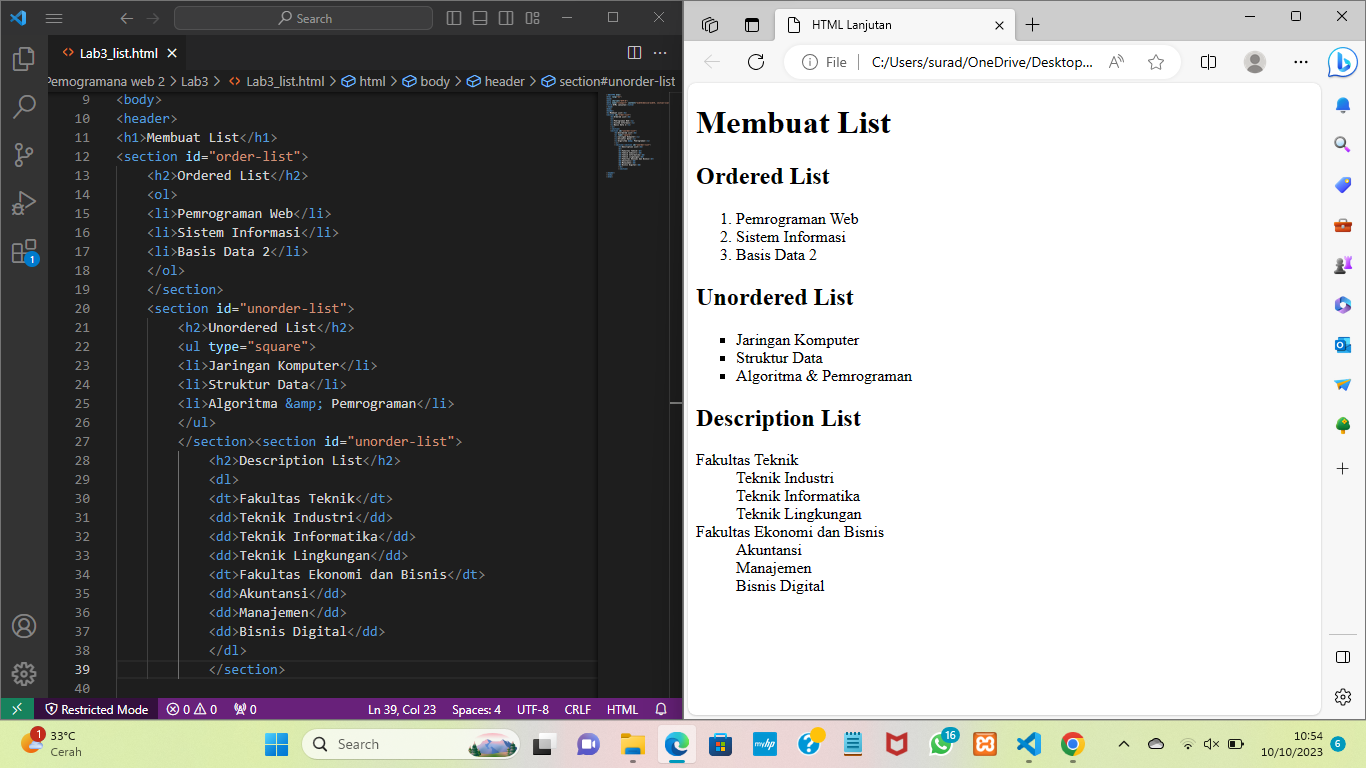 Search
Lab3_list.html
Pemogramana web 2 > Lab3 > Lab3_list.html > html > body > header > section#unorder-list
9 <body>
10 <header>
11 <h1>Membuat List</h1>
12 <section id="order-list">
13 <h2>Ordered List</h2>
14 <ol>
15 <li>Pemrograman Web</li>
16 <li>Sistem Informasi</li>
17 <li>Basis Data 2</li>
18 </ol>
19 </section>
20 <section id="unorder-list">
21 <h2>Unordered List</h2>
22 <ul type="square">
23 <li>Jaringan Komputer</li>
24 <li>Struktur Data</li>
25 <li>Algoritma &amp; Pemrograman</li>
26 </ul>
27 </section><section id="unorder-list">
28 <h2>Description List</h2>
29 <dl>
30 <dt>Fakultas Teknik</dt>
31 <dd>Teknik Industri</dd>
32 <dd>Teknik Informatika</dd>
33 <dd>Teknik Lingkungan</dd>
34 <dt>Fakultas Ekonomi dan Bisnis</dt>
35 <dd>Akuntansi</dd>
36 <dd>Manajemen</dd>
37 <dd>Bisnis Digital</dd>
38 </dl>
39 </section>
40
1
Restricted Mode 0 0 0 Ln 39, Col 23 Spaces: 4 UTF-8 CRLF HTML
HTML Lanjutan
File C:/Users/surad/OneDrive/Desktop...
Membuat List
Ordered List
1. Pemrograman Web
2. Sistem Informasi
3. Basis Data 2
Unordered List
Jaringan Komputer
Struktur Data
Algoritma & Pemrograman
Description List
Fakultas Teknik
Teknik Industri
Teknik Informatika
Teknik Lingkungan
Fakultas Ekonomi dan Bisnis
Akuntansi
Manajemen
Bisnis Digital
1
33°C
Cerah
Search
myhp
16
10:54
10/10/2023
6